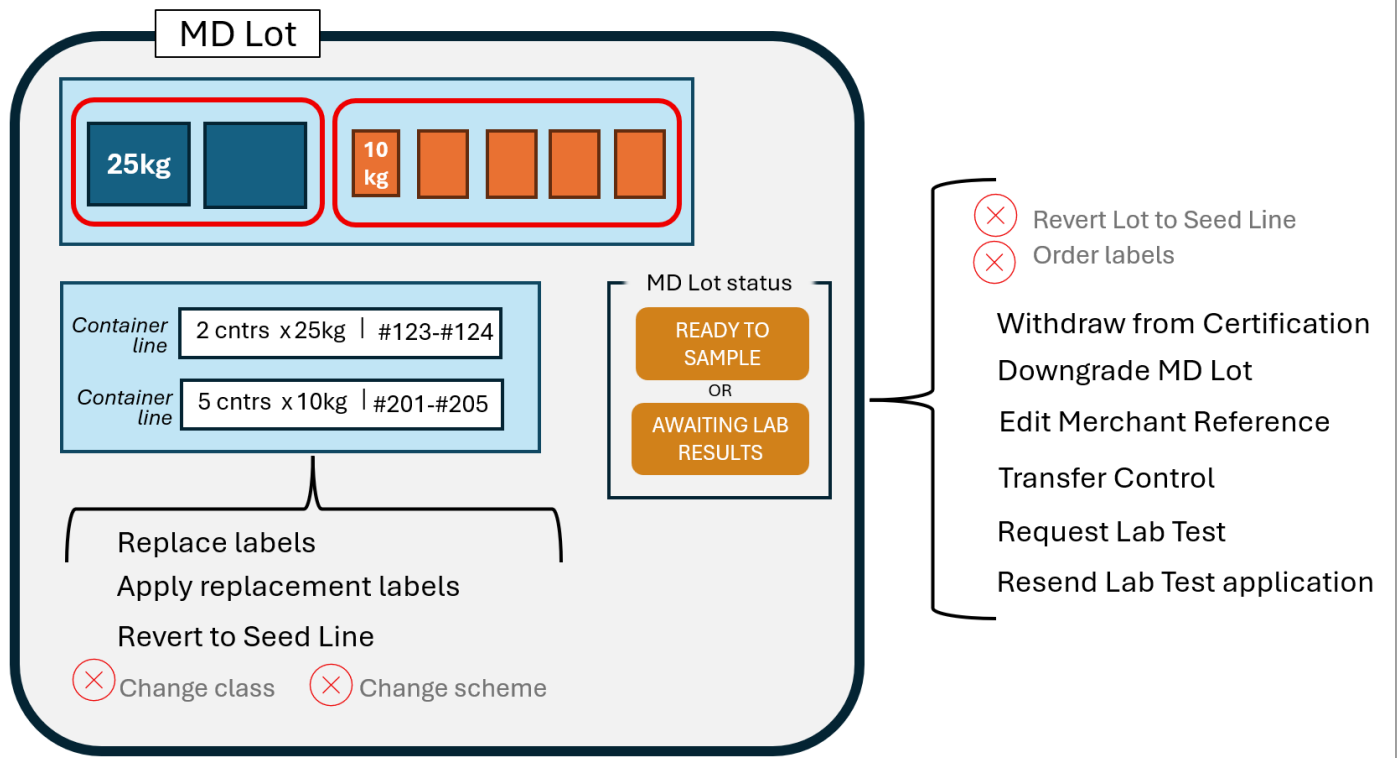 MD Lot
25kg
10
kg
Container
line
2 cntrs x 25kg | #123-#124
Container
line
5 cntrs x 10kg | #201-#205
MD Lot status
READY TO
SAMPLE
OR
AWAITING LAB
RESULTS
Replace labels
Apply replacement labels
Revert to Seed Line
Change class
Change scheme
Revert Lot to Seed Line
Order labels
Withdraw from Certification
Downgrade MD Lot
Edit Merchant Reference
Transfer Control
Request Lab Test
Resend Lab Test application